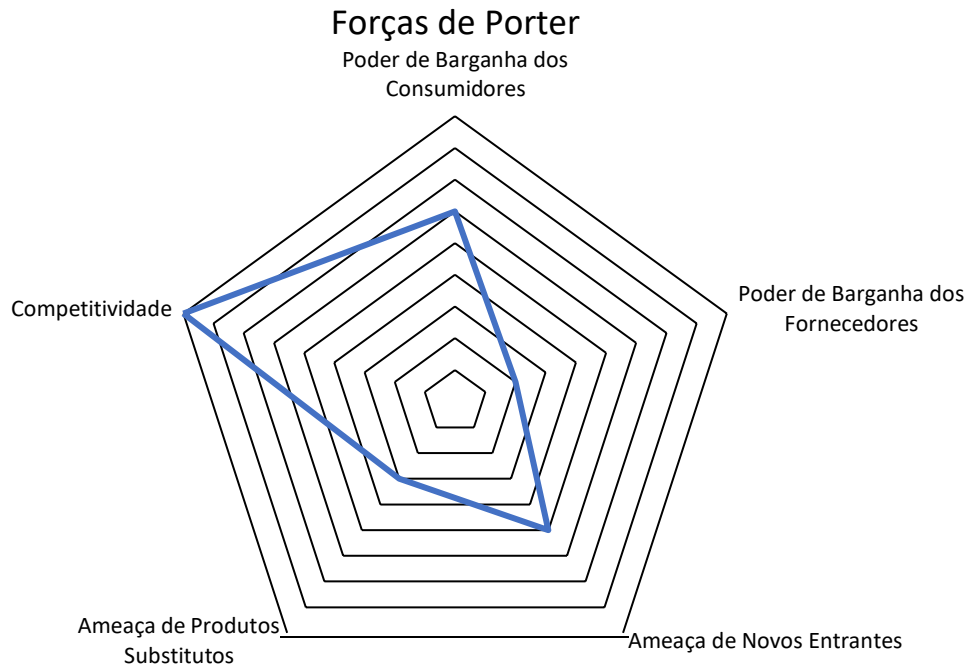 Forças de Porter
Poder de Barganha dos
Consumidores
Poder de Barganha dos
Fornecedores
Competitividade
Ameaça de Produtos
Substitutos
Ameaça de Novos Entrantes